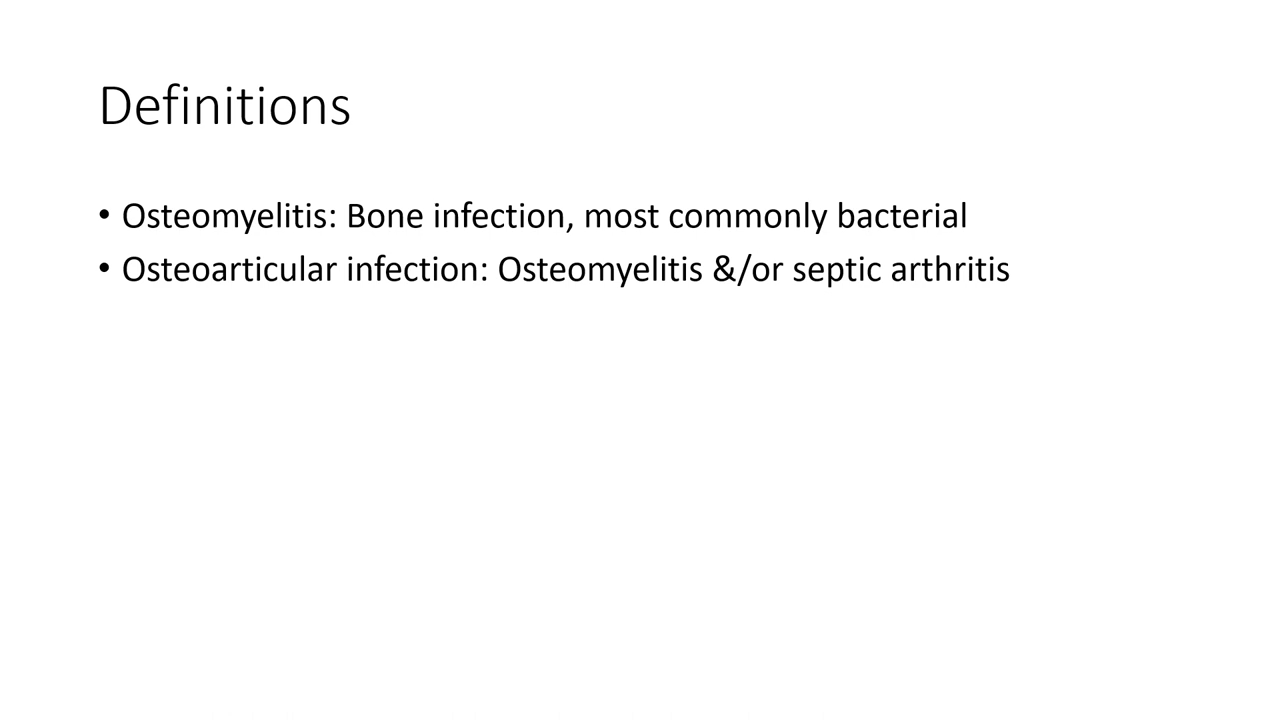 Definitions
• Osteomyelitis: Bone infection, most commonly bacterial
• Osteoarticular infection: Osteomyelitis &/or septic arthritis